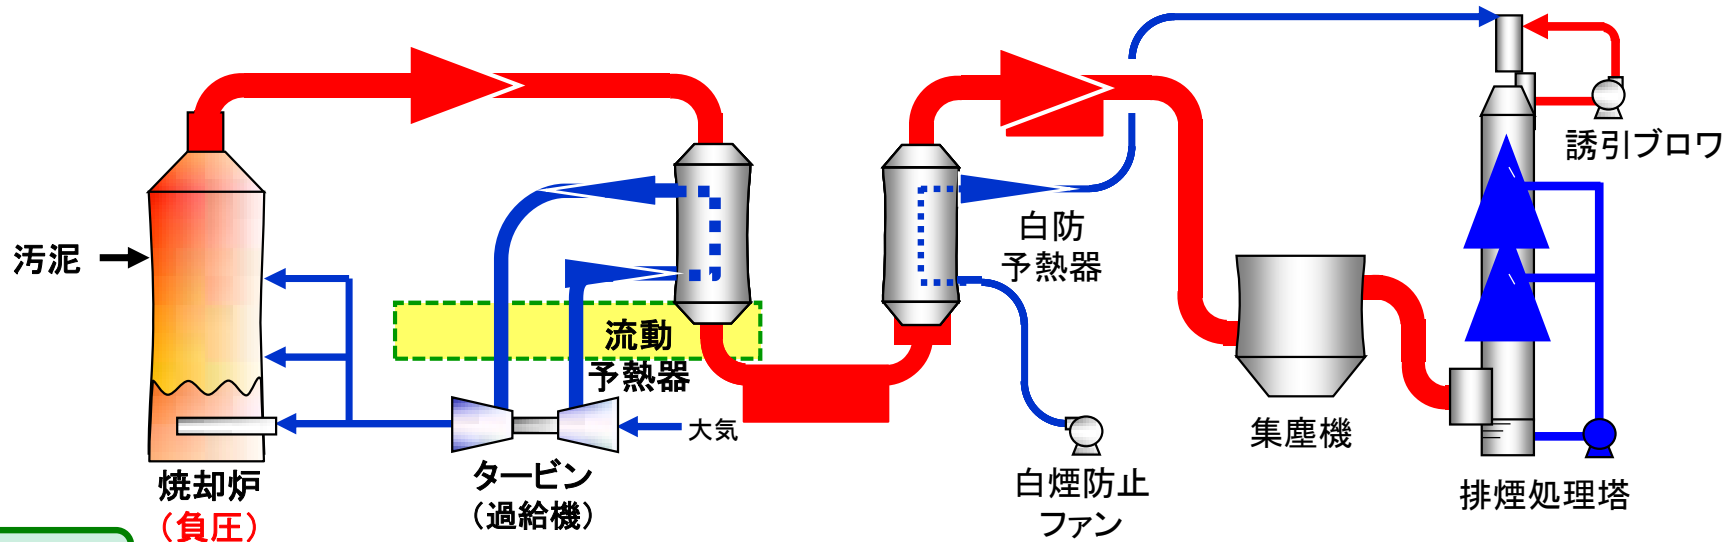 汚泥
焼却炉
（負圧）
流動
予熱器
大気
タービン
（過給機）
白防
予熱器
白煙防止
ファン
集塵機
誘引ブロワ
排煙処理塔